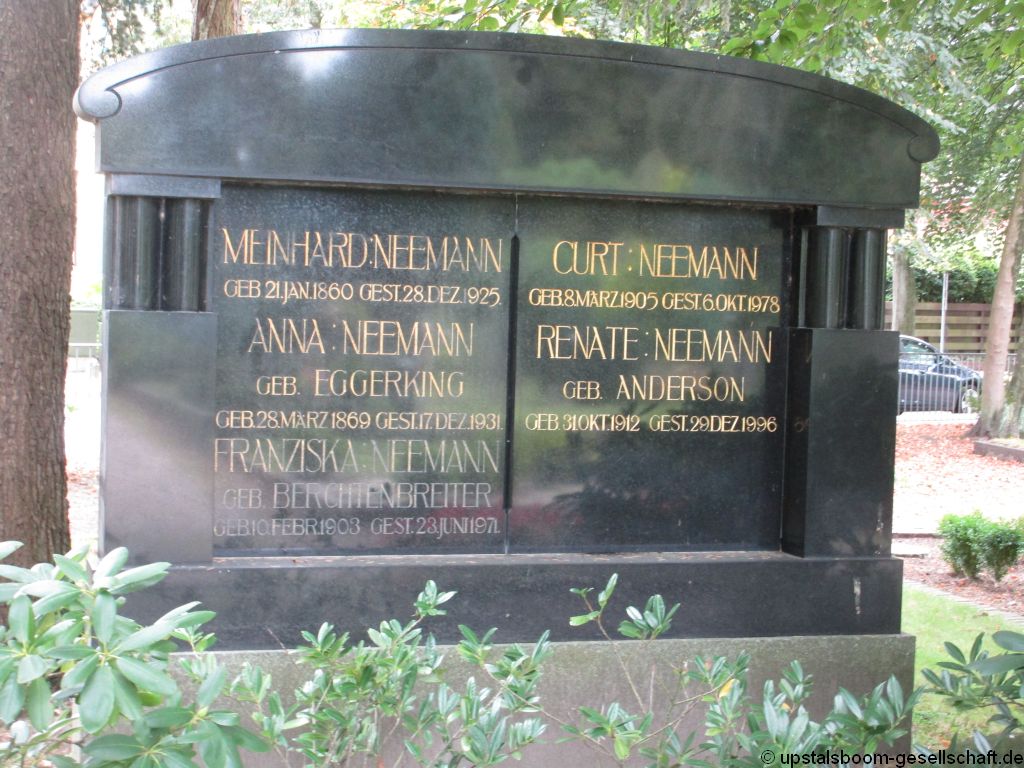 MEINHARD:NEEMANN
GEB 21.JAN.1860 GEST.28.DEZ.1925.
ANNA:NEEMANN
GEB. EGGERKING
GEB.28.MÄRZ 1869 GEST.17.DEZ.1931.
FRANZISKA:NEEMANN
GEB. BERCHTENBREITER
GEB.10.FEBR.1903 GEST.23.JUNI 1971.
CURT:NEEMANN
GEB.8.MÄRZ.1905 GEST.6.OKT.1978
RENATE:NEEMANN
GEB. ANDERSON
GEB 31.OKT.1912 GEST.29.DEZ.1996
© upstalsboom-gesellschaft.de